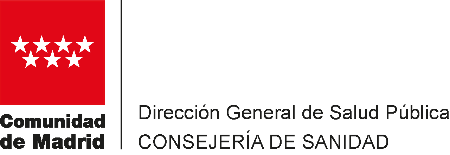 Comunidad
de Madrid
Dirección General de Salud Pública
CONSEJERÍA DE SANIDAD